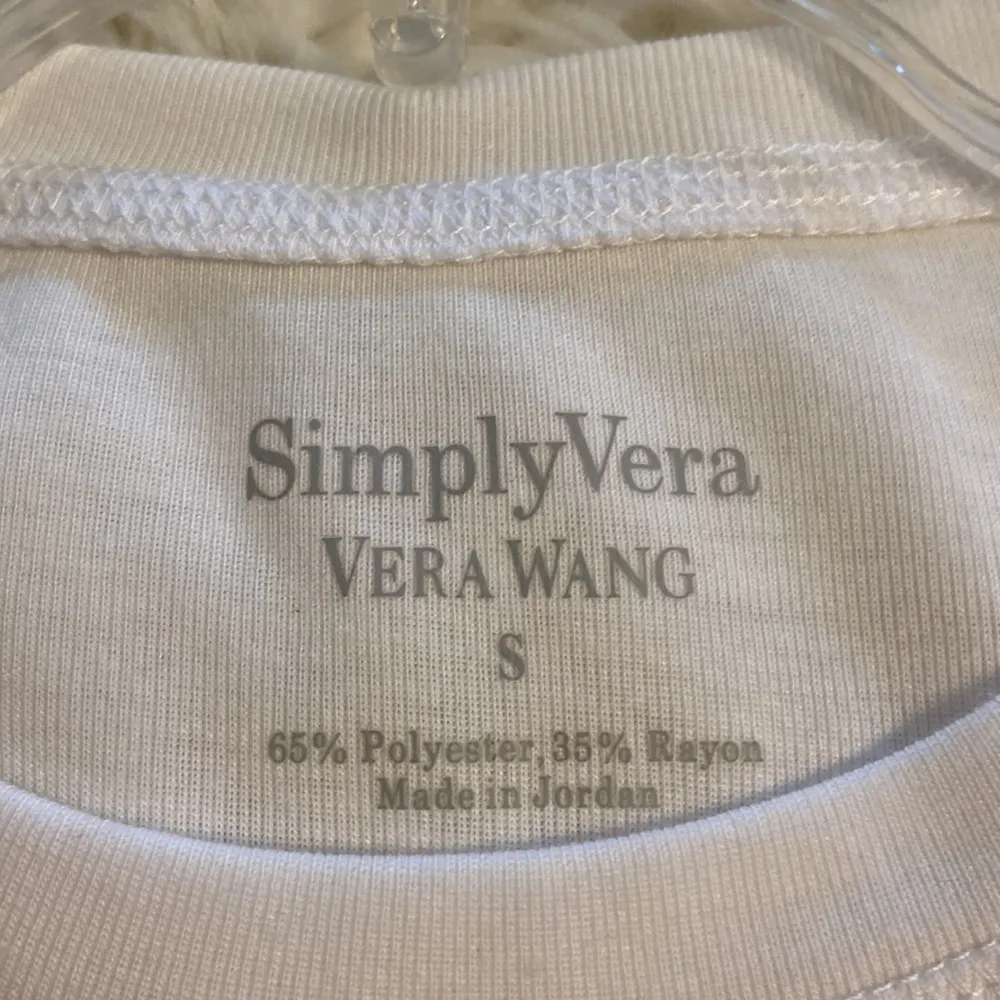 SimplyVera
VERA WANG
S
65% Polyester, 35% Rayon
Made in Jordan